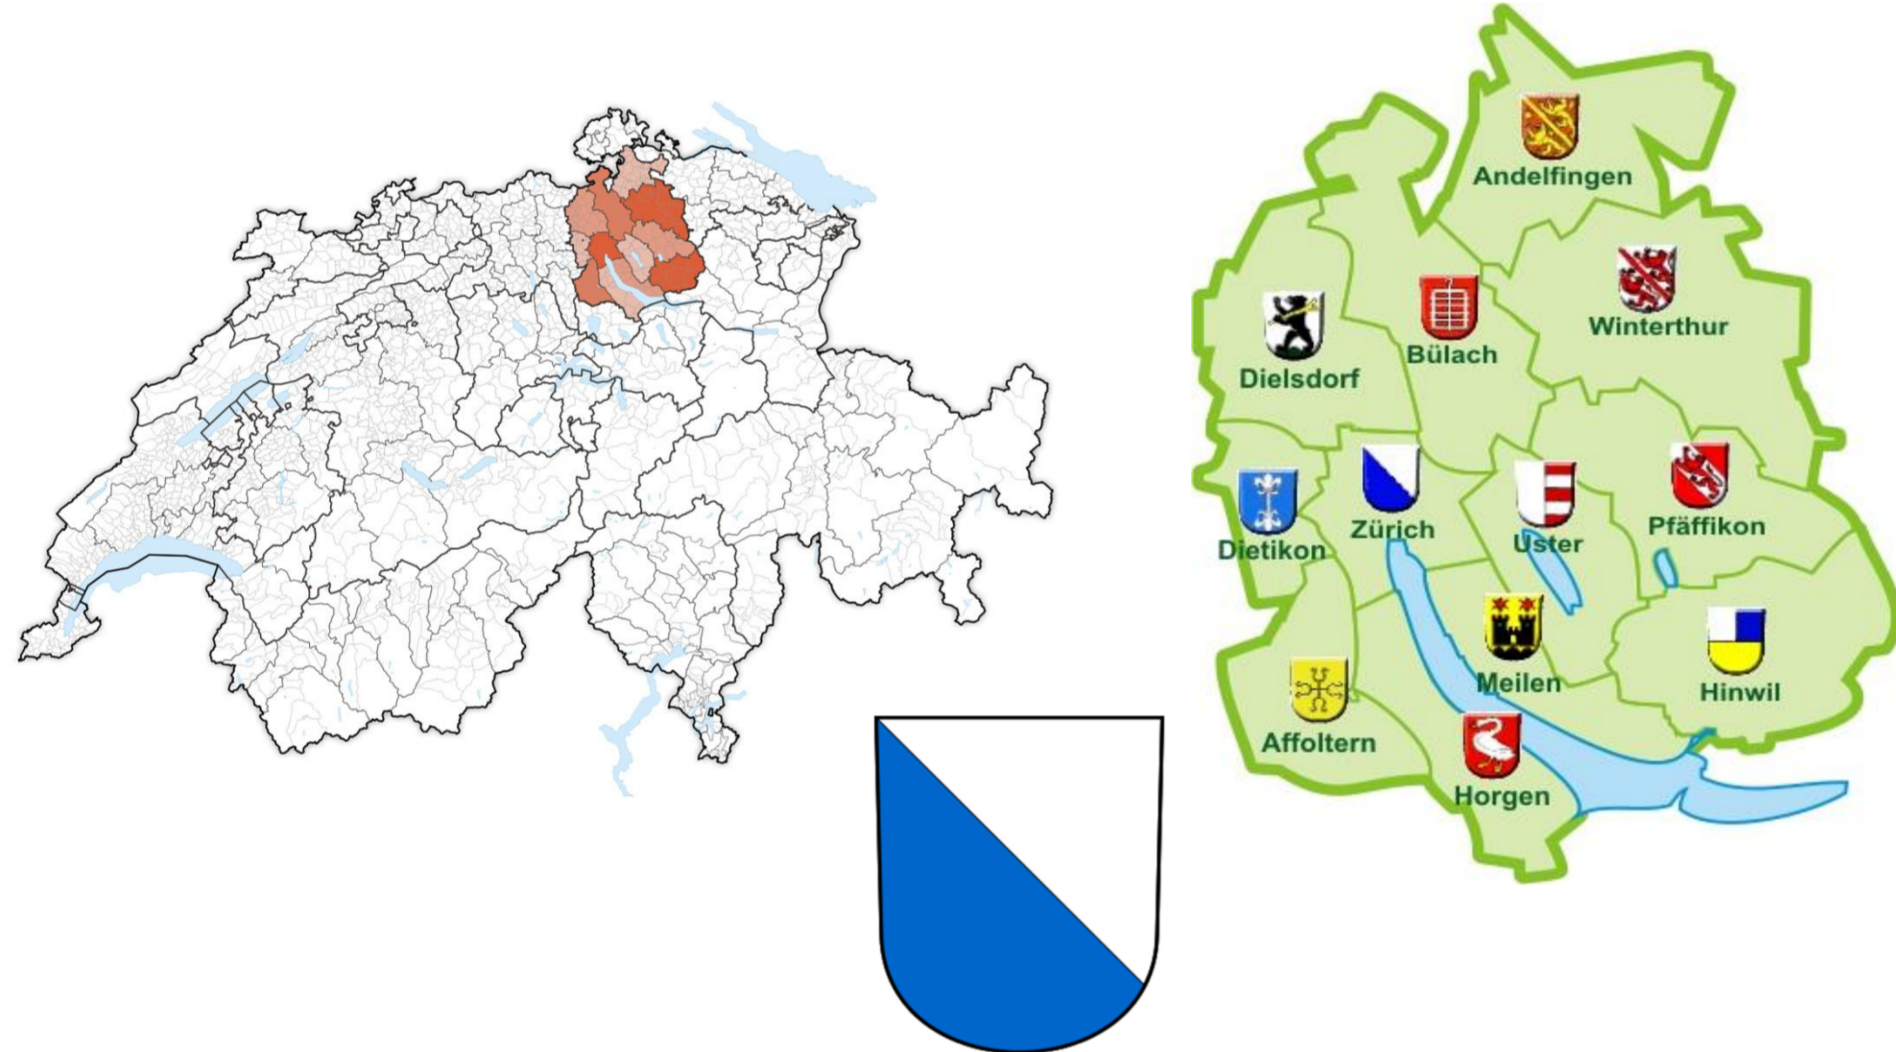 Andelfingen
Winterthur
Bülach
Dielsdorf
Zürich
Pfäffikon
Uster
Dietikon
Meilen
Hinwil
Affoltern
Horgen